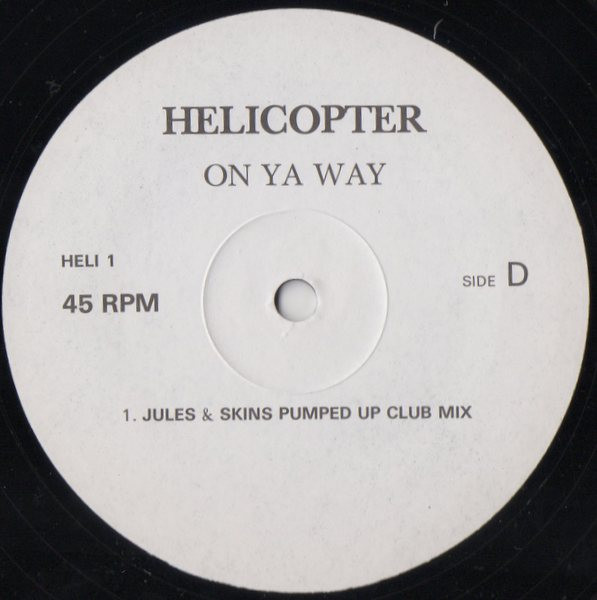 HELICOPTER
ON YA WAY
HELI 1
45 RPM
SIDE D
1. JULES & SKINS PUMPED UP CLUB MIX